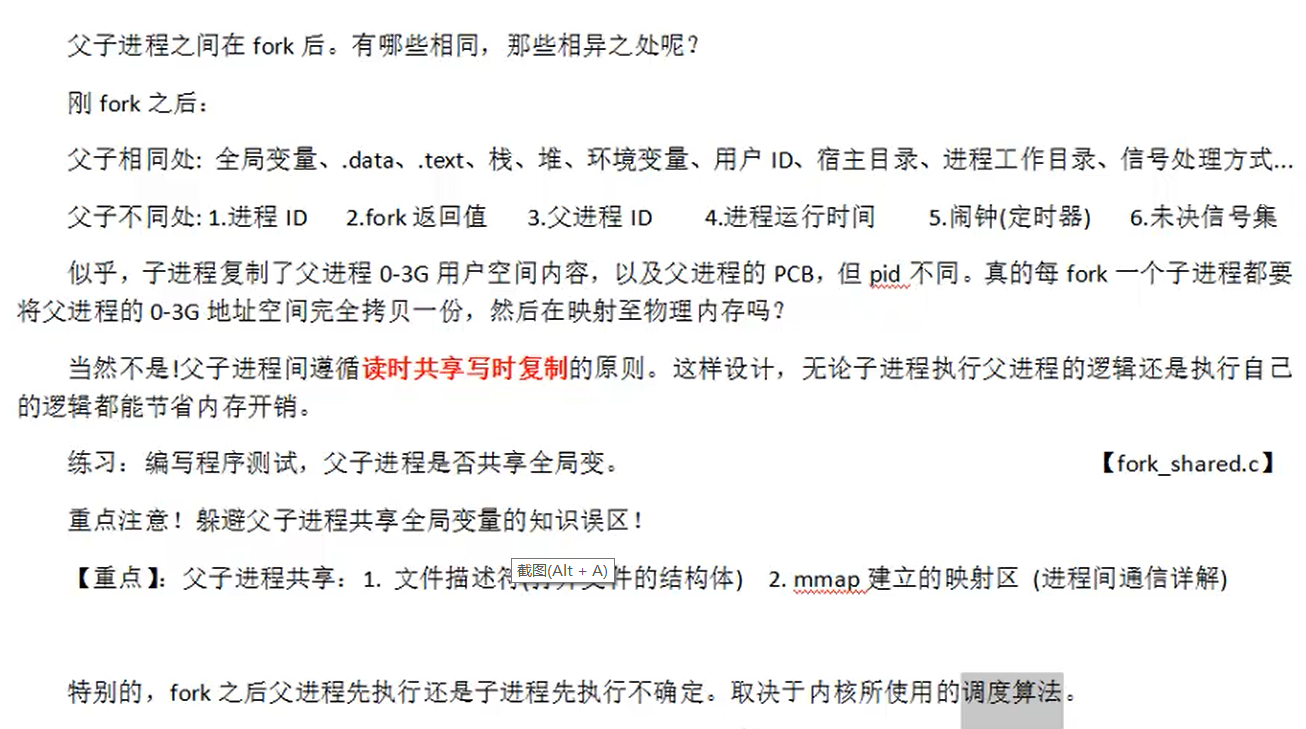 父子进程之间在 fork 后。有哪些相同，那些相异之处呢？
刚 fork 之后：
父子相同处: 全局变量、.data、.text、栈、堆、环境变量、用户 ID、宿主目录、进程工作目录、信号处理方式...
父子不同处: 1.进程 ID 2.fork 返回值 3.父进程 ID 4.进程运行时间 5.闹钟(定时器) 6.未决信号集
似乎，子进程复制了父进程 0-3G 用户空间内容，以及父进程的 PCB，但 pid 不同。真的每 fork 一个子进程都要
将父进程的 0-3G 地址空间完全拷贝一份，然后在映射至物理内存吗？
当然不是!父子进程间遵循读时共享写时复制的原则。这样设计，无论子进程执行父进程的逻辑还是执行自己
的逻辑都能节省内存开销。
练习：编写程序测试，父子进程是否共享全局变。 【fork_shared.c】
重点注意！躲避父子进程共享全局变量的知识误区！
【重点】：父子进程共享：1. 文件描述符(打开文件的结构体) 2. mmap 建立的映射区 (进程间通信详解)
截图(Alt + A)
特别的，fork 之后父进程先执行还是子进程先执行不确定。取决于内核所使用的调度算法。